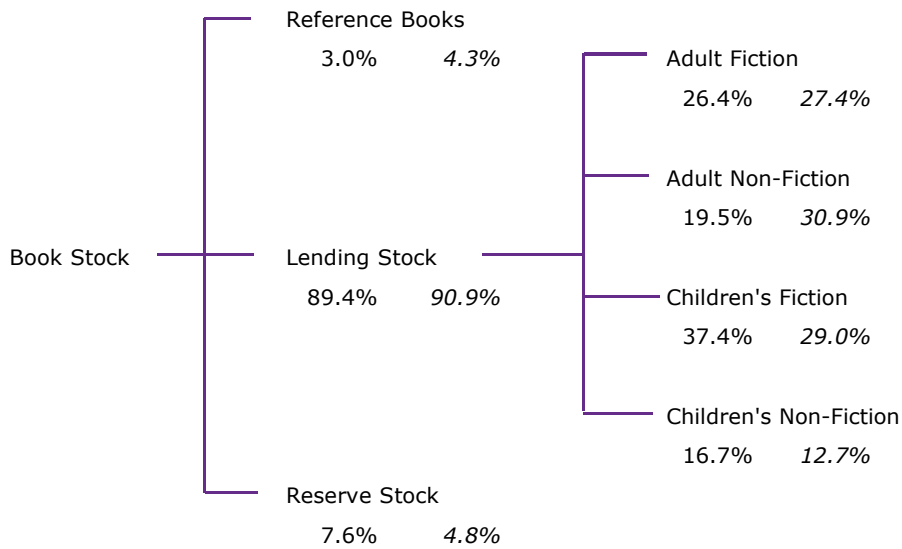 Reference Books
3.0% 4.3%
Adult Fiction
26.4% 27.4%
Adult Non-Fiction
19.5% 30.9%
Book Stock
Lending Stock
89.4% 90.9%
Children's Fiction
37.4% 29.0%
Children's Non-Fiction
16.7% 12.7%
Reserve Stock
7.6% 4.8%